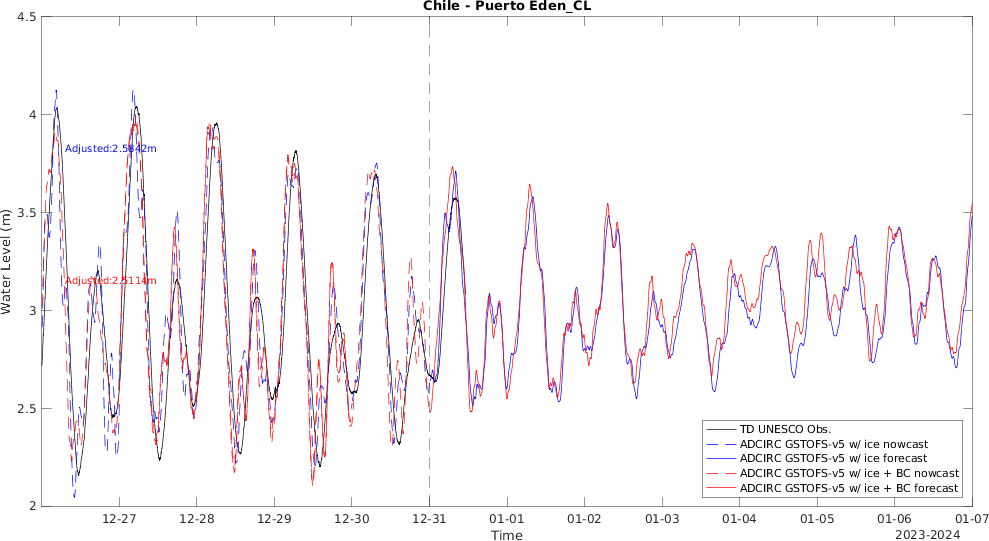 Chile - Puerto Eden_CL
4.5
4
3.5
3
2.5
2
Water Level (m)
Adjusted:2.5842m
Adjusted:2.5114m
TD UNESCO Obs.
ADCIRC GSTOFS-v5 w/ ice nowcast
ADCIRC GSTOFS-v5 w/ ice forecast
ADCIRC GSTOFS-v5 w/ ice + BC nowcast
ADCIRC GSTOFS-v5 w/ ice + BC forecast
12-27 12-28 12-29 12-30 12-31 01-01 01-02 01-03 01-04 01-05 01-06 01-07
Time
2023-2024